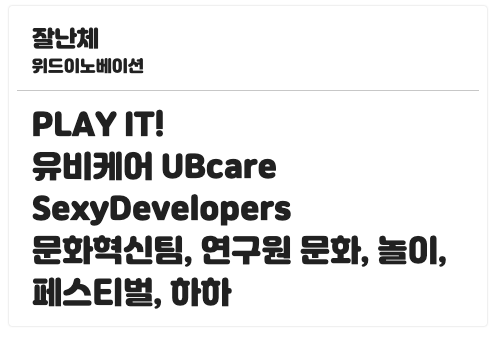 잘난체
위드이노베이션
PLAY IT!
유비케어 UBcare
SexyDevelopers
문화혁신팀, 연구원 문화, 놀이,
페스티벌, 하하